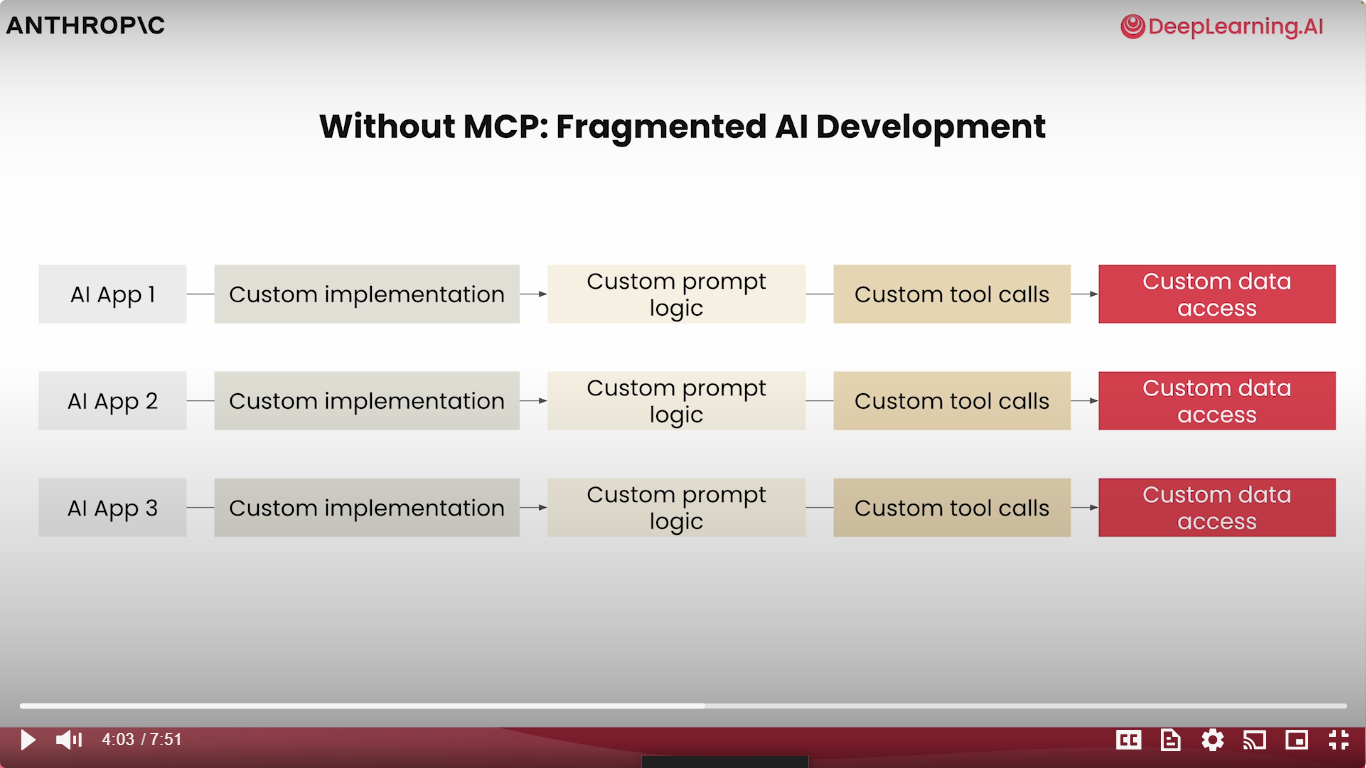 ANTHROP\C
DeepLearning.AI
Without MCP: Fragmented AI Development
AI App 1
Custom implementation
Custom prompt
logic
Custom tool calls
Custom data
access
AI App 2
Custom implementation
Custom prompt
logic
Custom tool calls
Custom data
access
AI App 3
Custom implementation
Custom prompt
logic
Custom tool calls
Custom data
access
4:03 / 7:51
CC